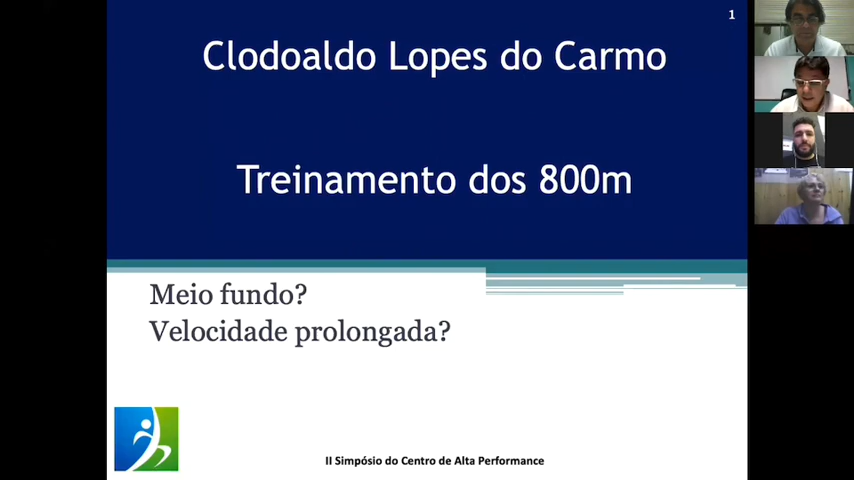 1
Clodoaldo Lopes do Carmo
Treinamento dos 800m
Meio fundo?
Velocidade prolongada?
II Simpósio do Centro de Alta Performance